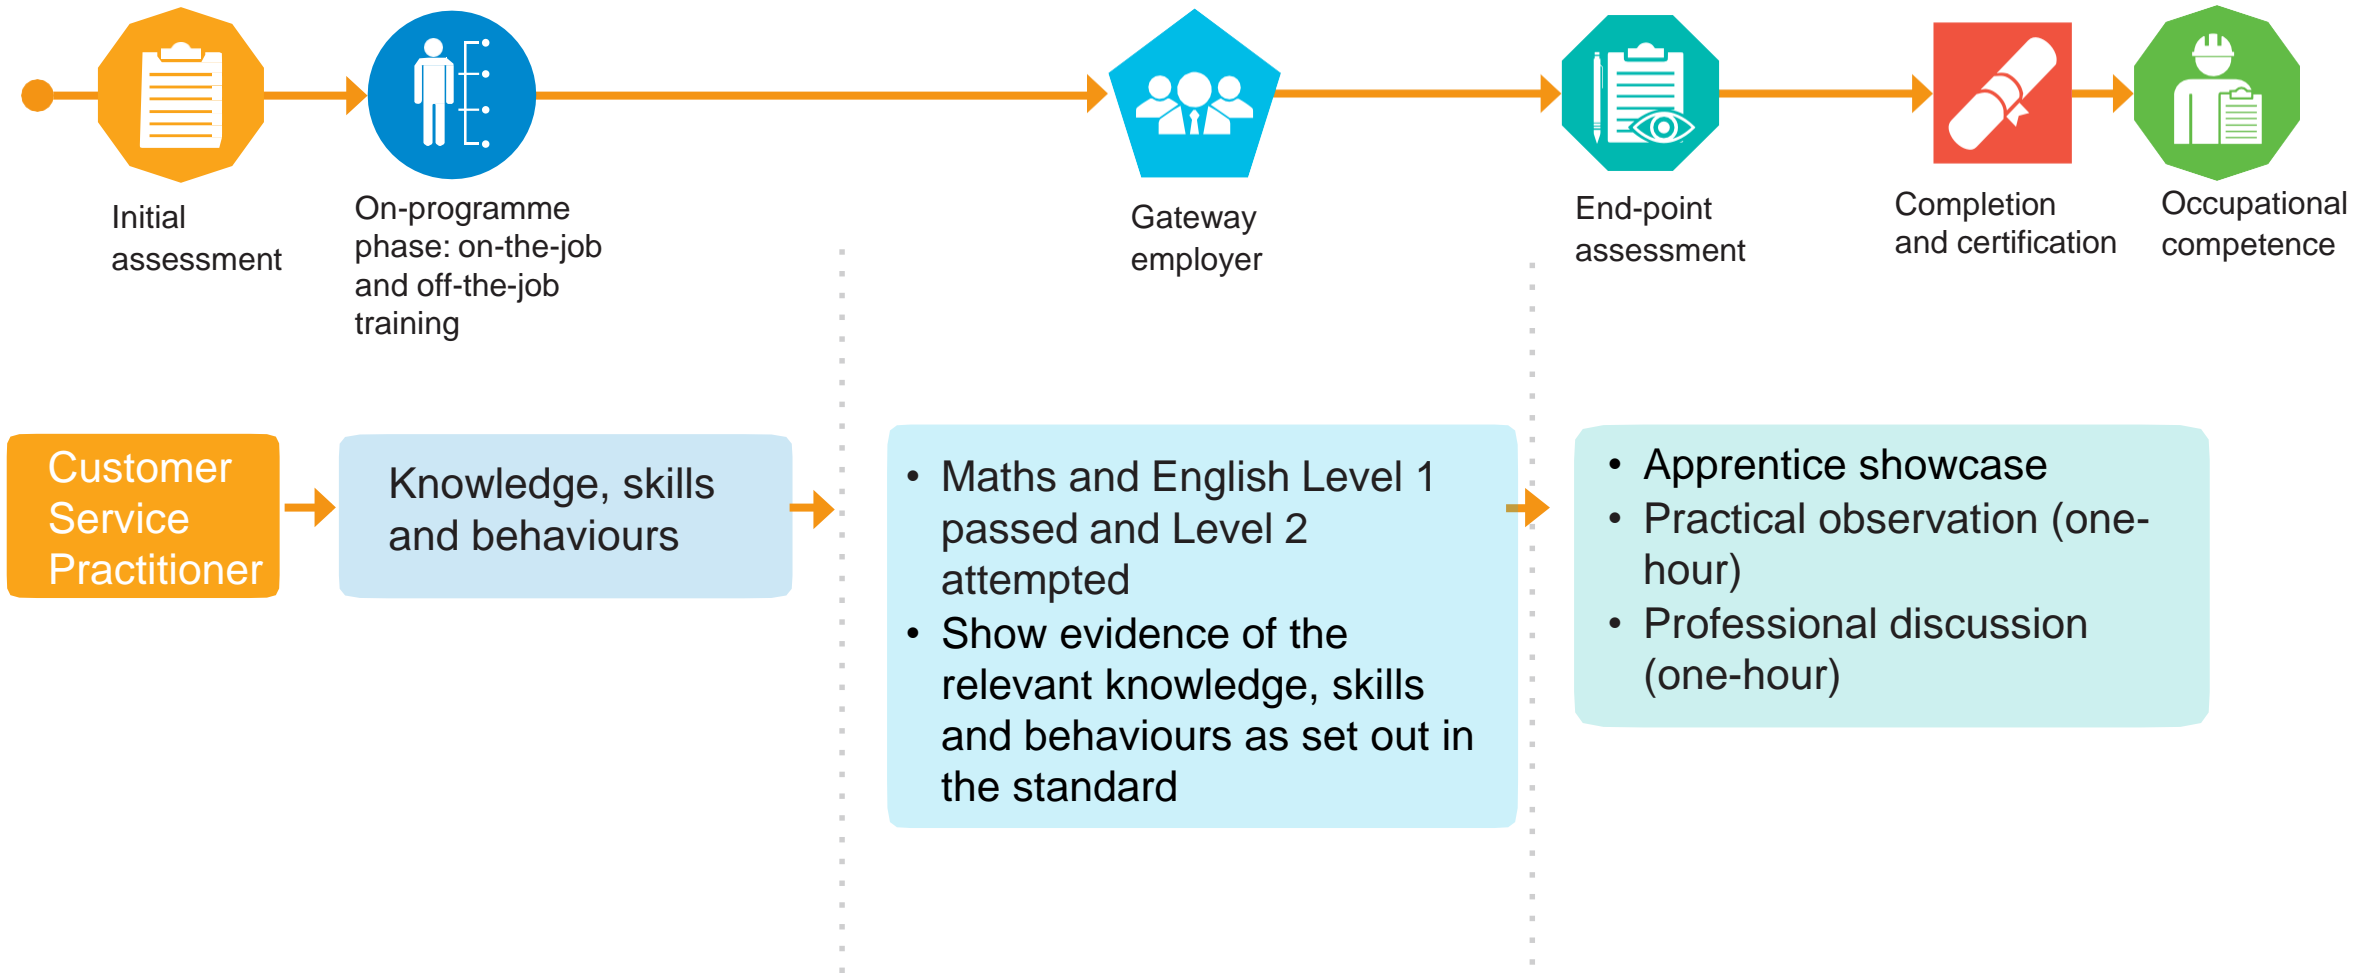 Initial
assessment
On-programme
phase: on-the-job
and off-the-job
training
Gateway
employer
End-point
assessment
Completion
and certification
Occupational
competence
Customer
Service
Practitioner
Knowledge, skills
and behaviours
• Maths and English Level 1
passed and Level 2
attempted
• Show evidence of the
relevant knowledge, skills
and behaviours as set out in
the standard
• Apprentice showcase
• Practical observation (one-
hour)
• Professional discussion
(one-hour)